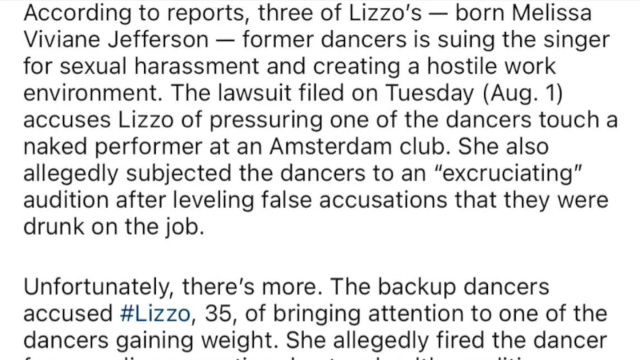 According to reports, three of Lizzo's — born Melissa
Viviane Jefferson — former dancers is suing the singer
for sexual harassment and creating a hostile work
environment. The lawsuit filed on Tuesday (Aug. 1)
accuses Lizzo of pressuring one of the dancers touch a
naked performer at an Amsterdam club. She also
allegedly subjected the dancers to an “excruciating”
audition after leveling false accusations that they were
drunk on the job.
Unfortunately, there's more. The backup dancers
accused #Lizzo, 35, of bringing attention to one of the
dancers gaining weight. She allegedly fired the dancer